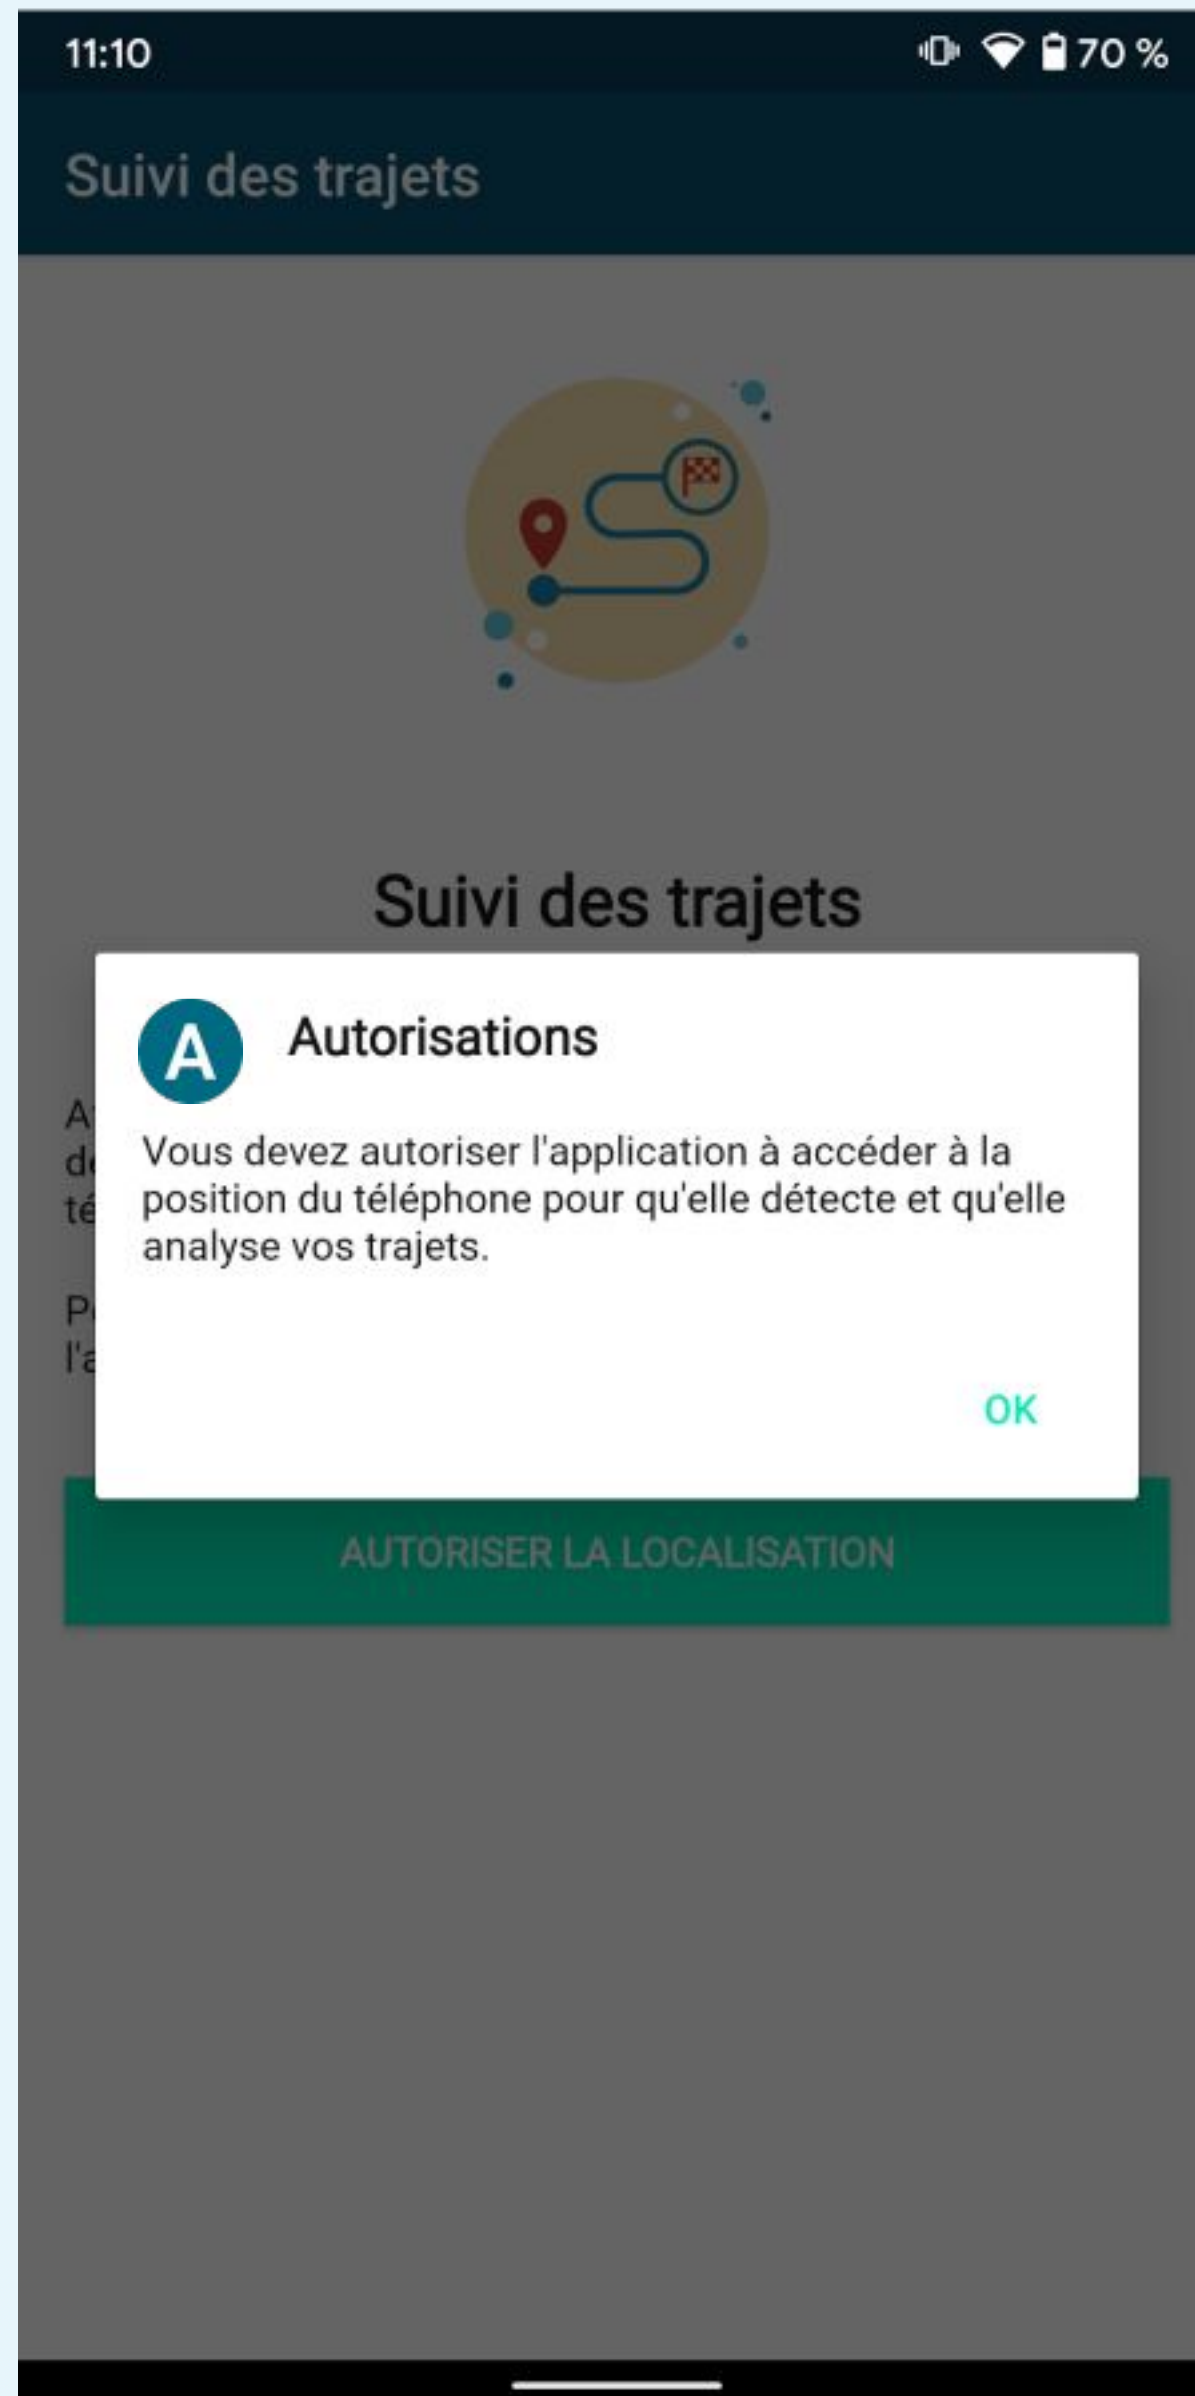 11:10
70 %
Suivi des trajets
Suivi des trajets
A
Autorisations
Vous devez autoriser l'application à accéder à la
position du téléphone pour qu'elle détecte et qu'elle
analyse vos trajets.
OK
AUTORISER LA LOCALISATION